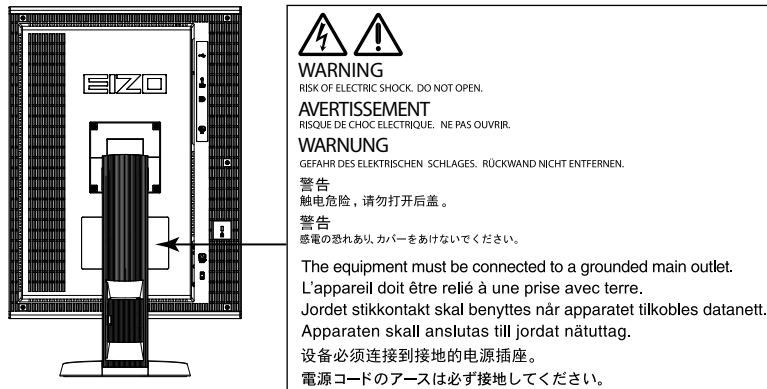 EIZO
WARNING
RISK OF ELECTRIC SHOCK. DO NOT OPEN.
AVERTISSEMENT
RISQUE DE CHOC ELECTRIQUE. NE PAS OUVRIR.
WARNUNG
GEFAHR DES ELEKTRISCHEN SCHLAGES. RÜCKWAND NICHT ENTFERNEN.
警告
触电危险，请勿打开后盖。
警告
感電の恐れあり、カバーをあけないでください。
The equipment must be connected to a grounded main outlet.
L'appareil doit être relié à une prise avec terre.
Jordet stikkontakt skal benyttes når apparatet tilkobles datanett.
Apparaten skall anslutas till jordat nätuttag.
设备必须连接到接地的电源插座。
電源コードのアースは必ず接地してください。